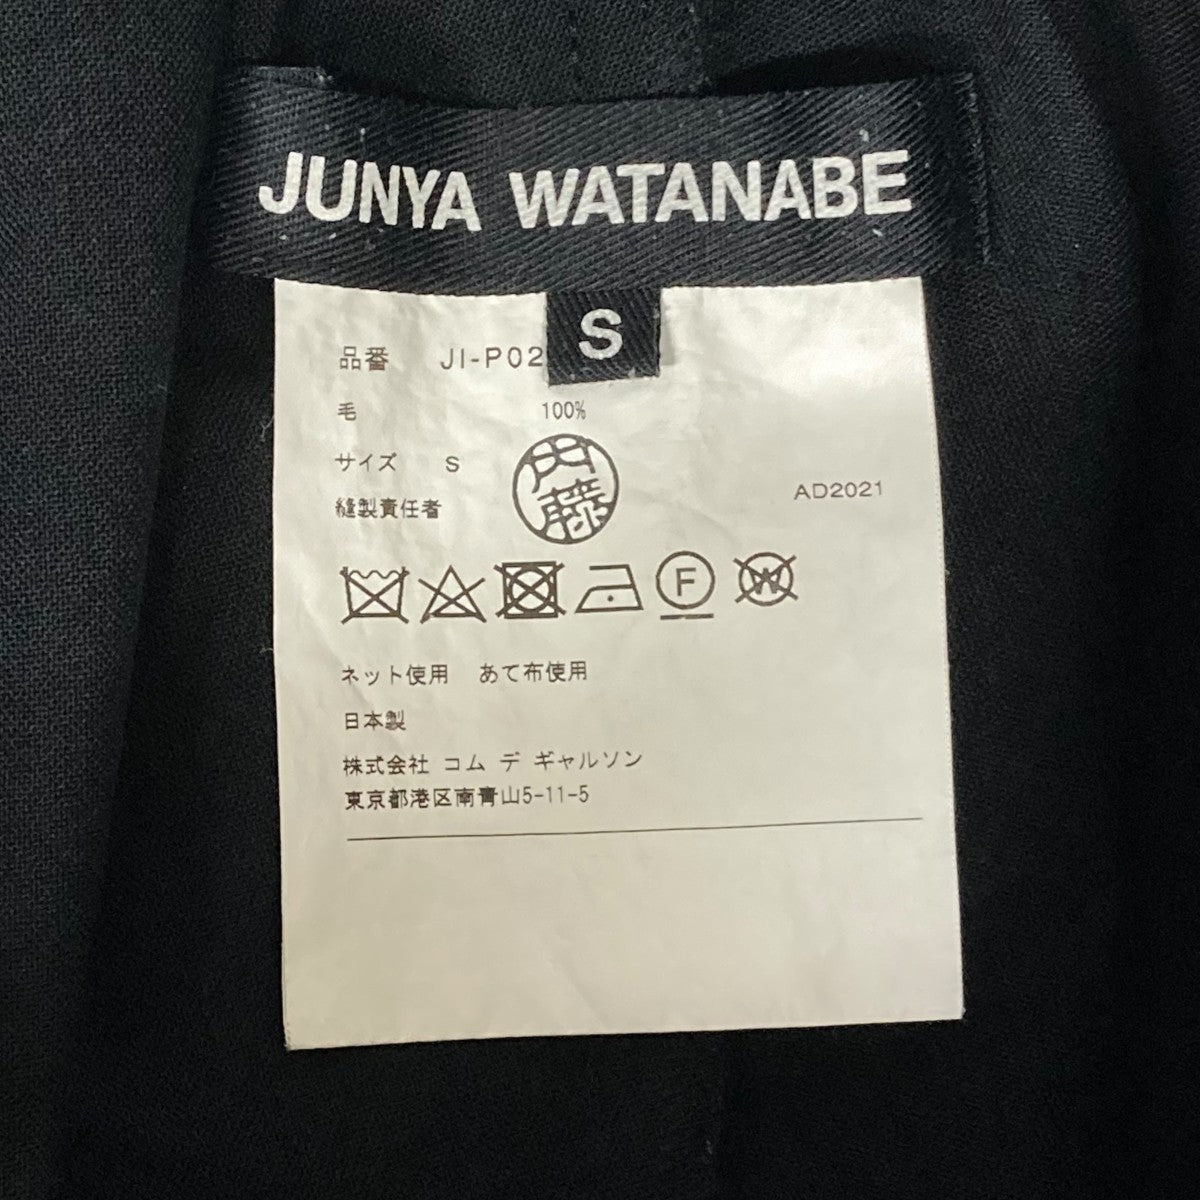 JUNYA WATANABE
S
品番 JI-P02
毛 100%
サイズ S
縫製責任者 内藤
AD2021
F
W
ネット使用 あて布使用
日本製
株式会社 コム デ ギャルソン
東京都港区南青山5-11-5